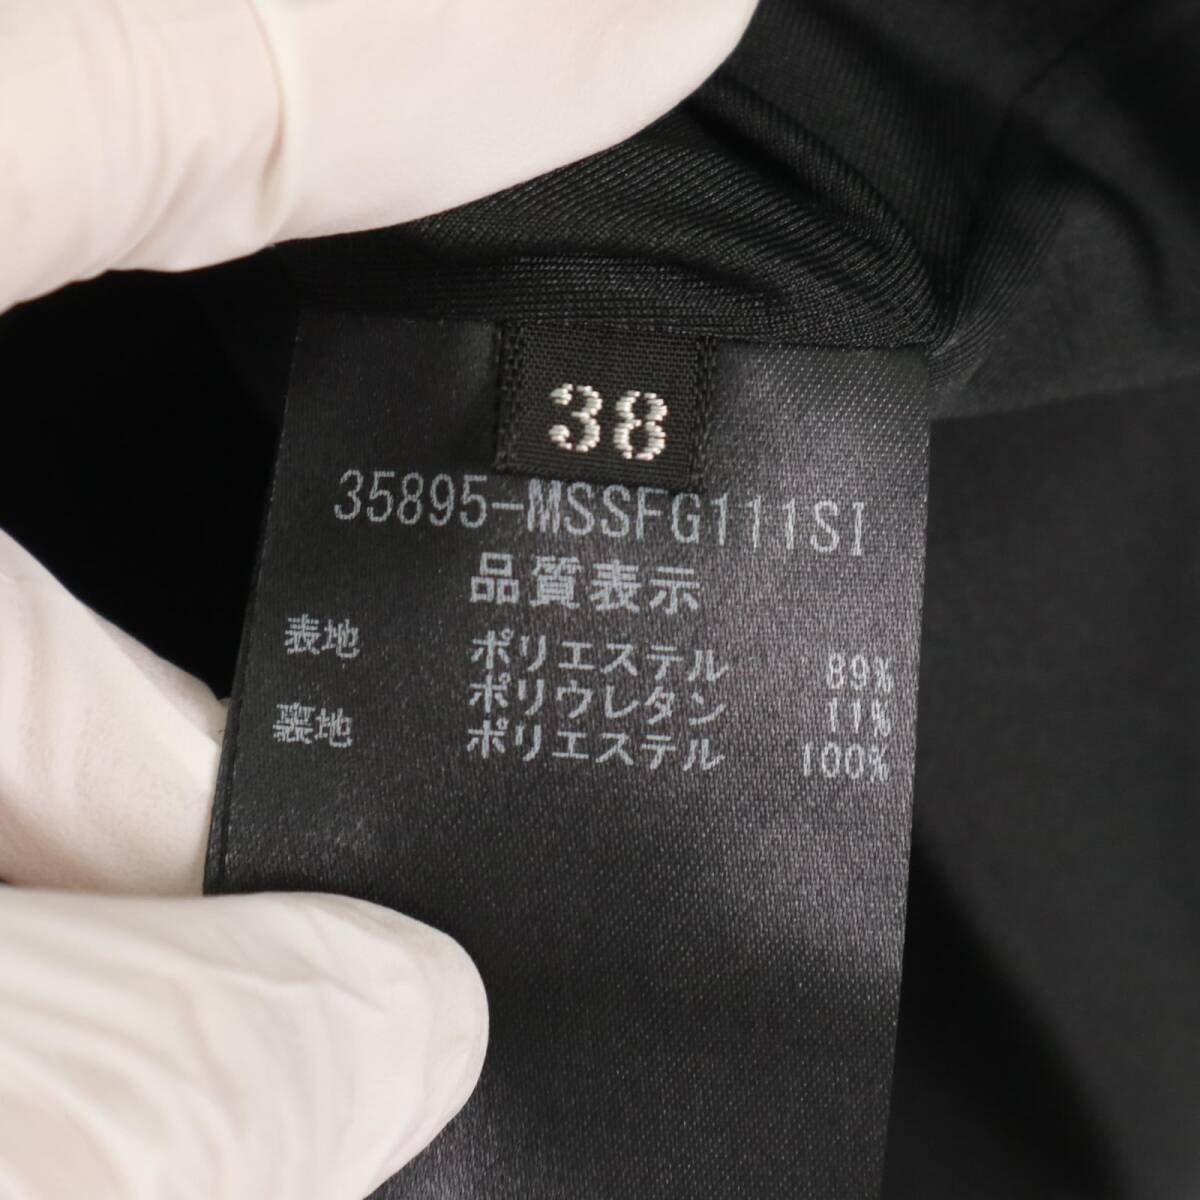 38
35895-MSSFG111SI
品質表示
表地 ポリエステル 89%
ポリウレタン 11%
裏地 ポリエステル 100%